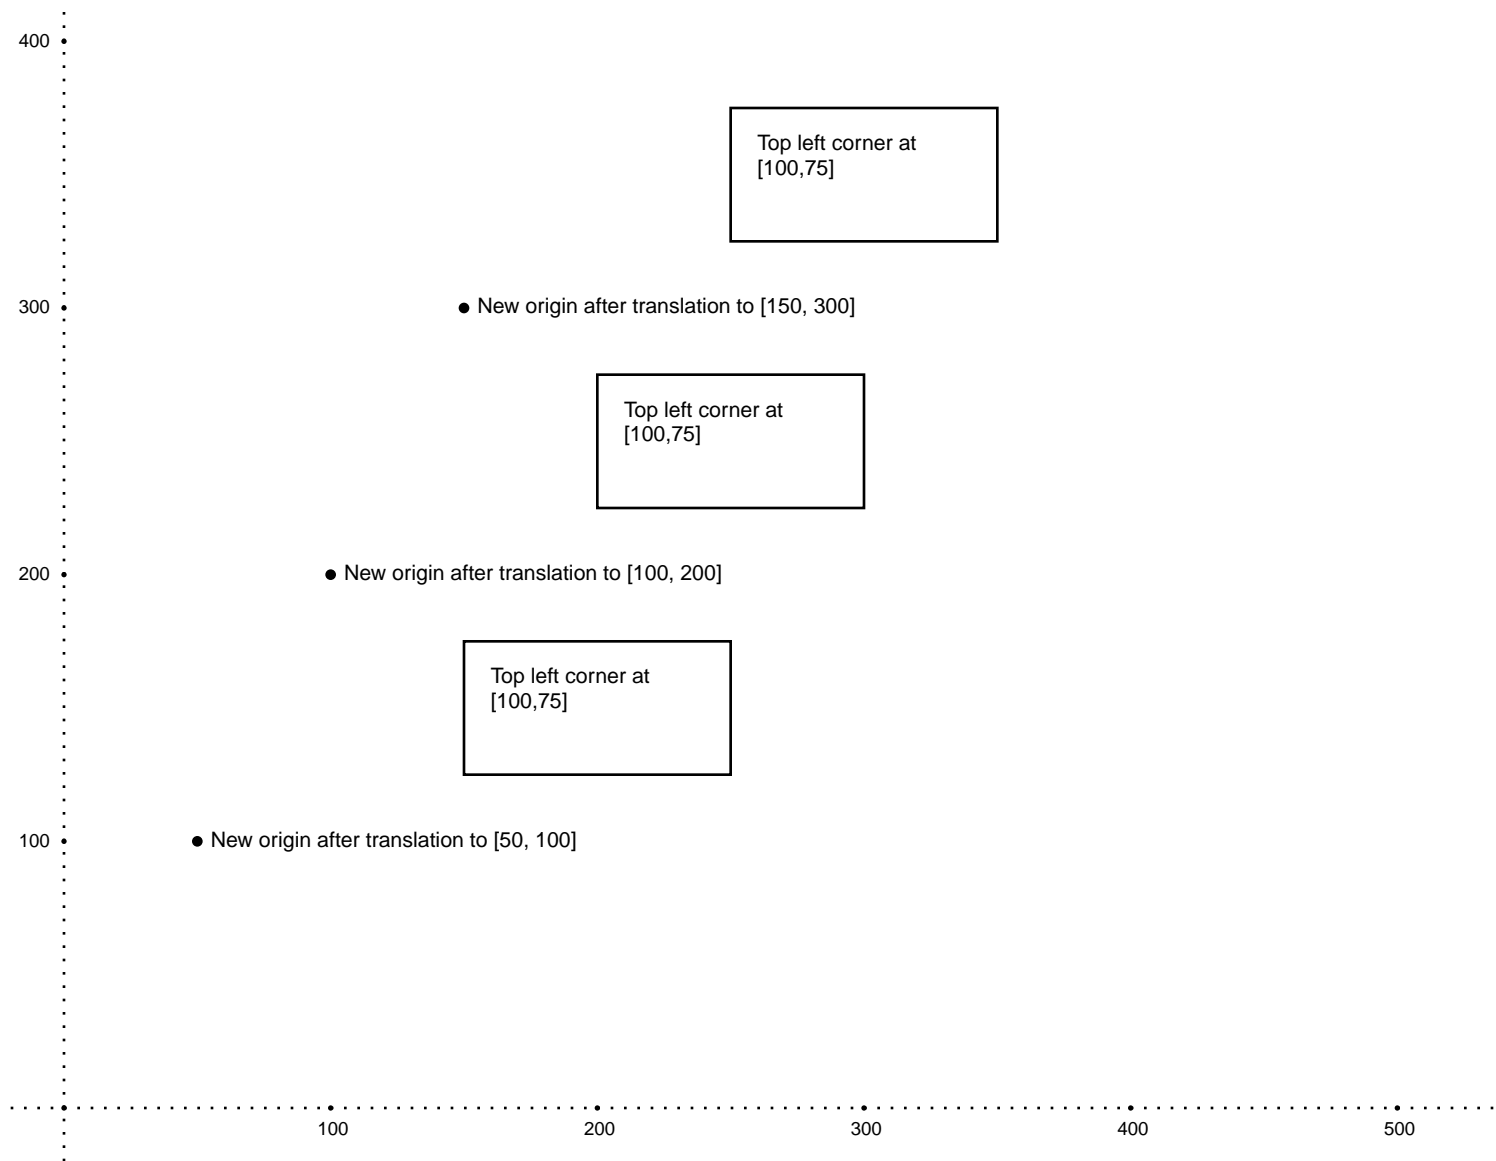 400
Top left corner at
[100,75]
300
New origin after translation to [150, 300]
Top left corner at
[100,75]
200
New origin after translation to [100, 200]
Top left corner at
[100,75]
100
New origin after translation to [50, 100]
100 200 300 400 500